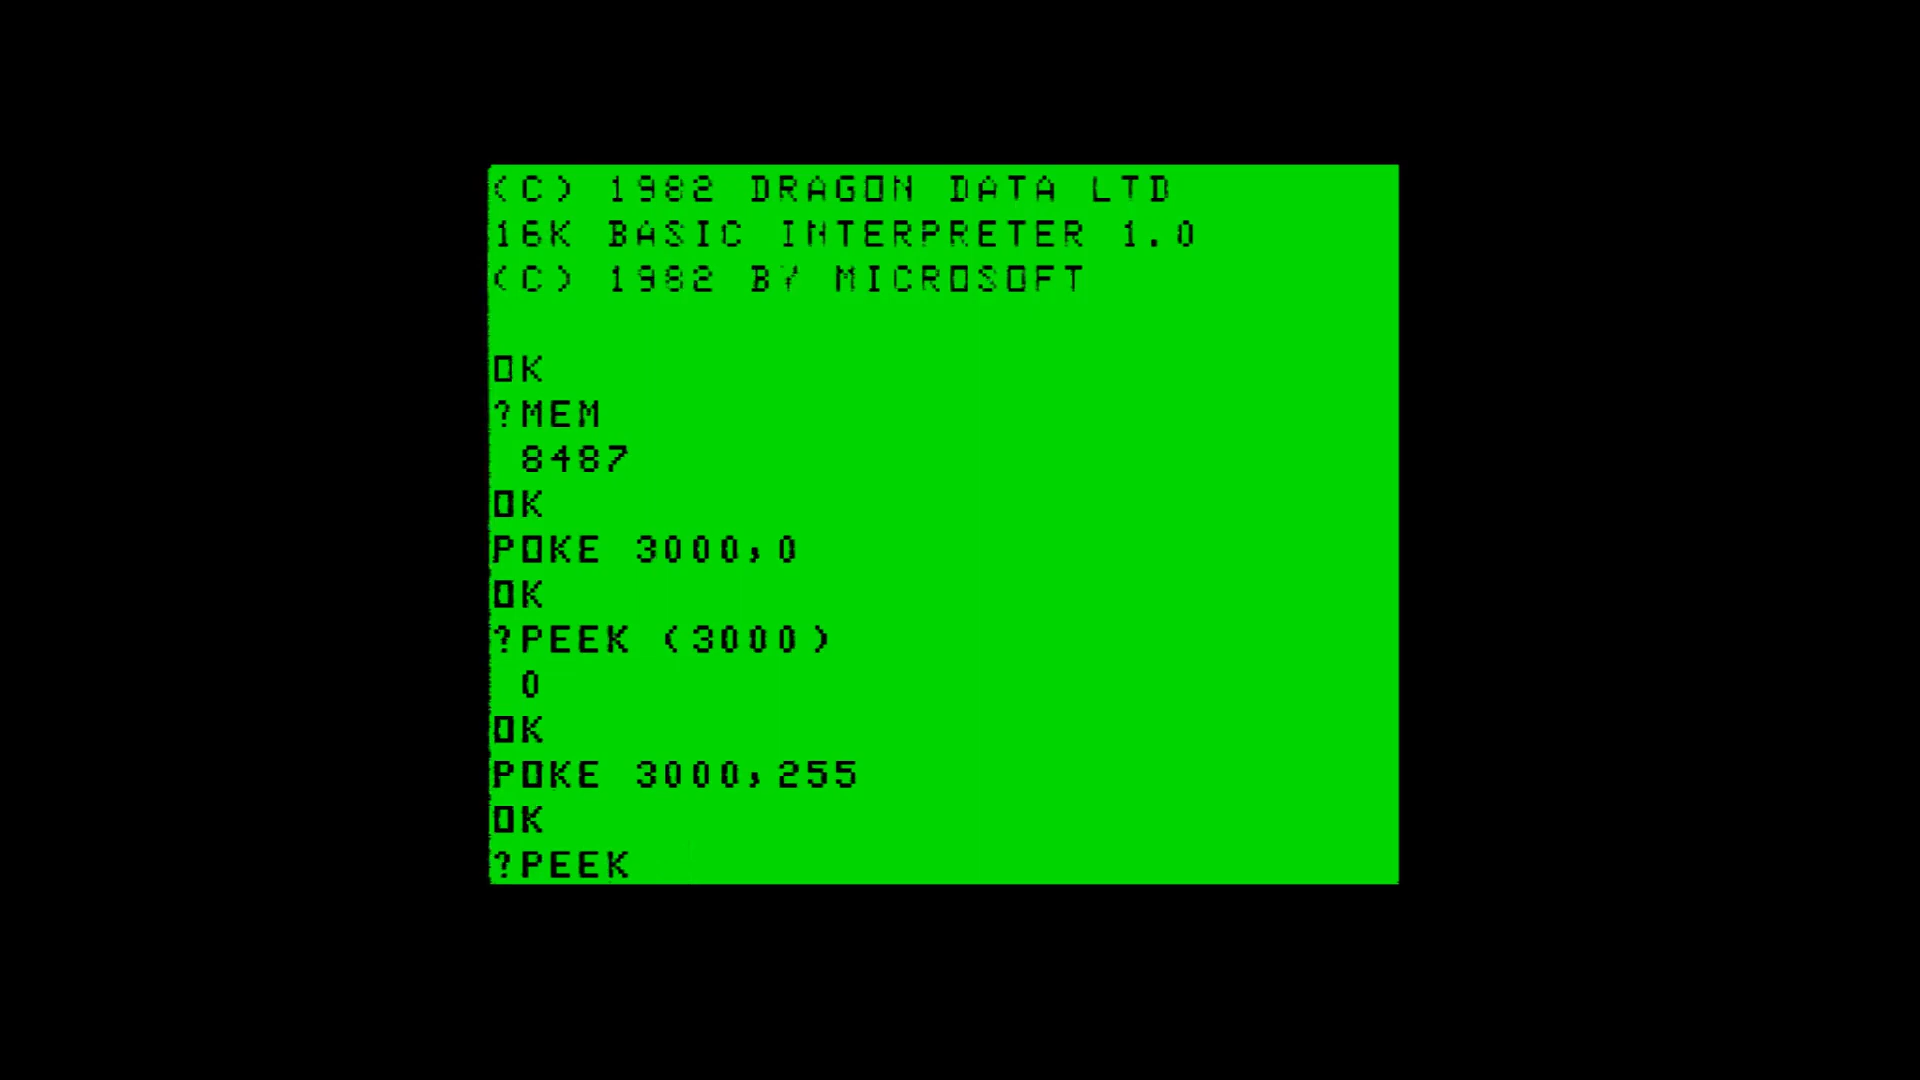 (C) 1982 DRAGON DATA LTD
16K BASIC INTERPRETER 1.0
(C) 1982 BY MICROSOFT
OK
?MEM
8487
OK
POKE 3000,0
OK
?PEEK (3000)
0
OK
POKE 3000,255
OK
?PEEK